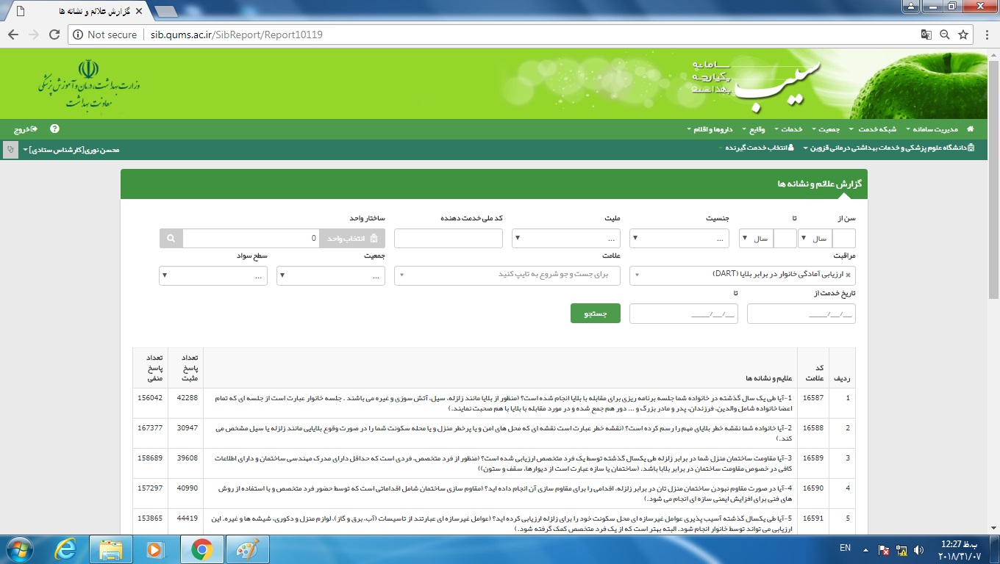 گزارش علائم و نشانه ها
Not secure
sib.qums.ac.ir/SibReport/Report10119
وزارت بهداشت، درمان و آموزش پزشکی
معاونت بهداشت
سامانه
یکپارچه
بهداشت
سیب
مدیریت سامانه
شبکه خدمت
جمعیت
خدمات
وقایع
داروها و اقلام
خروج
دانشگاه علوم پزشکی و خدمات بهداشتی درمانی قزوین
انتخاب خدمت گیرنده
محسن نوری[کارشناس ستادی]
گزارش علائم و نشانه ها
سن از
تا
جنسیت
ملیت
کد ملی خدمت دهنده
ساختار واحد
سال
سال
...
...
انتخاب واحد
0
مراقبت
علامت
جمعیت
سطح سواد
ارزیابی آمادگی خانوار در برابر بلایا (DART)
برای جست و جو شروع به تایپ کنید
...
...
تاریخ خدمت از
تا
__/__/____
__/__/____
جستجو
ردیف
کد علامت
علایم و نشانه ها
تعداد پاسخ مثبت
تعداد پاسخ منفی
1
16587
1-آیا طی یک سال گذشته در خانواده شما جلسه برنامه ریزی برای مقابله با بلایا انجام شده است؟ (منظور از بلایا مانند زلزله، سیل، آتش سوزی و غیره می باشند . جلسه خانوار عبارت است از جلسه ای که تمام
اعضا خانواده شامل والدین، فرزندان، پدر و مادر بزرگ و ... دور هم جمع شده و در مورد مقابله با بلایا با هم صحبت نمایند.)
42288
156042
2
16588
2-آیا خانواده شما نقشه خطر بلایای مهم را رسم کرده است؟ (نقشه خطر عبارت است نقشه ای که محل های امن و یا پرخطر منزل و یا محله سکونت شما را در صورت وقوع بلایایی مانند زلزله یا سیل مشخص می
کند.)
30947
167377
3
16589
3-آیا مقاومت ساختمان منزل شما در برابر زلزله طی یکسال گذشته توسط یک فرد متخصص ارزیابی شده است؟ (منظور از فرد متخصص، فردی است که حداقل دارای مدرک مهندسی ساختمان و دارای اطلاعات
کافی در خصوص مقاومت ساختمان در برابر بلایا باشد. (ساختمان یا سازه عبارت است از دیوارها، سقف و ستون))
39608
158689
4
16590
4-آیا در صورت مقاوم نبودن ساختمان منزل تان در برابر زلزله، اقدامی را برای مقاوم سازی آن انجام داده اید؟ (مقاوم سازی ساختمان شامل اقداماتی است که توسط حضور فرد متخصص و با استفاده از روش
های فنی برای افزایش ایمنی سازه ای انجام می شود.)
40990
157297
5
16591
5-آیا طی یکسال گذشته آسیب پذیری عوامل غیرسازه ای محل سکونت خود را برای زلزله ارزیابی کرده اید؟ (عوامل غیرسازه ای عبارتند از تاسیسات (آب، برق و گاز)، لوازم منزل و دکوری، شیشه ها و غیره. این
ارزیابی می تواند توسط خانوار انجام شود. البته بهتر است که از یک فرد متخصص کمک گرفته شود.)
44419
153865
EN
12:27 ب.ظ
۲۰۱۸/۳۱/۰۷